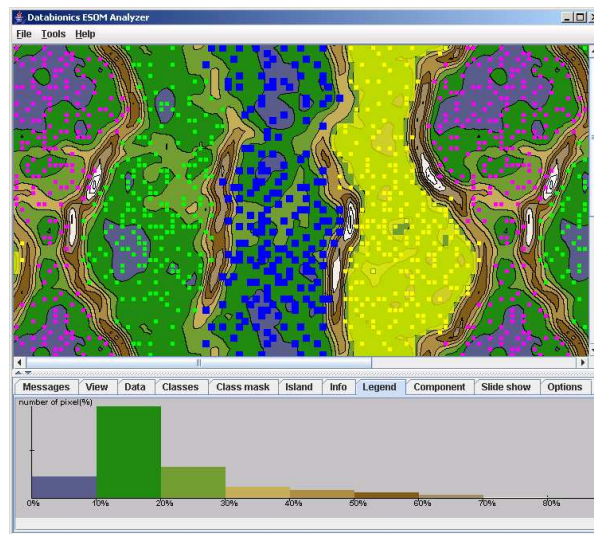 Databionics ESOM Analyzer
File Tools Help
Messages View Data Classes Class mask Island Info Legend Component Slide show Options
number of pixel(%)
0% 10% 20% 30% 40% 50% 60% 70% 80%